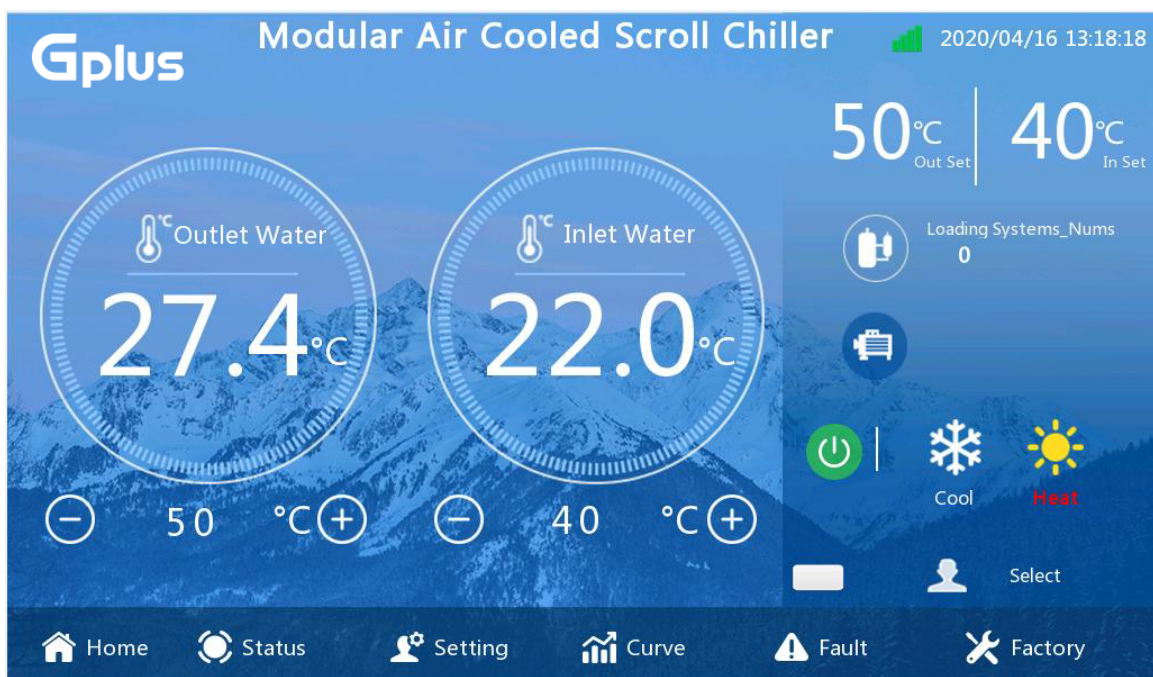 Gplus
Modular Air Cooled Scroll Chiller
2020/04/16 13:18:18
50°C Out Set
40°C In Set
°C Outlet Water
27.4°C
°C Inlet Water
22.0°C
Loading Systems_Nums
0
Cool
Heat
50 °C
40 °C
Select
Home
Status
Setting
Curve
Fault
Factory